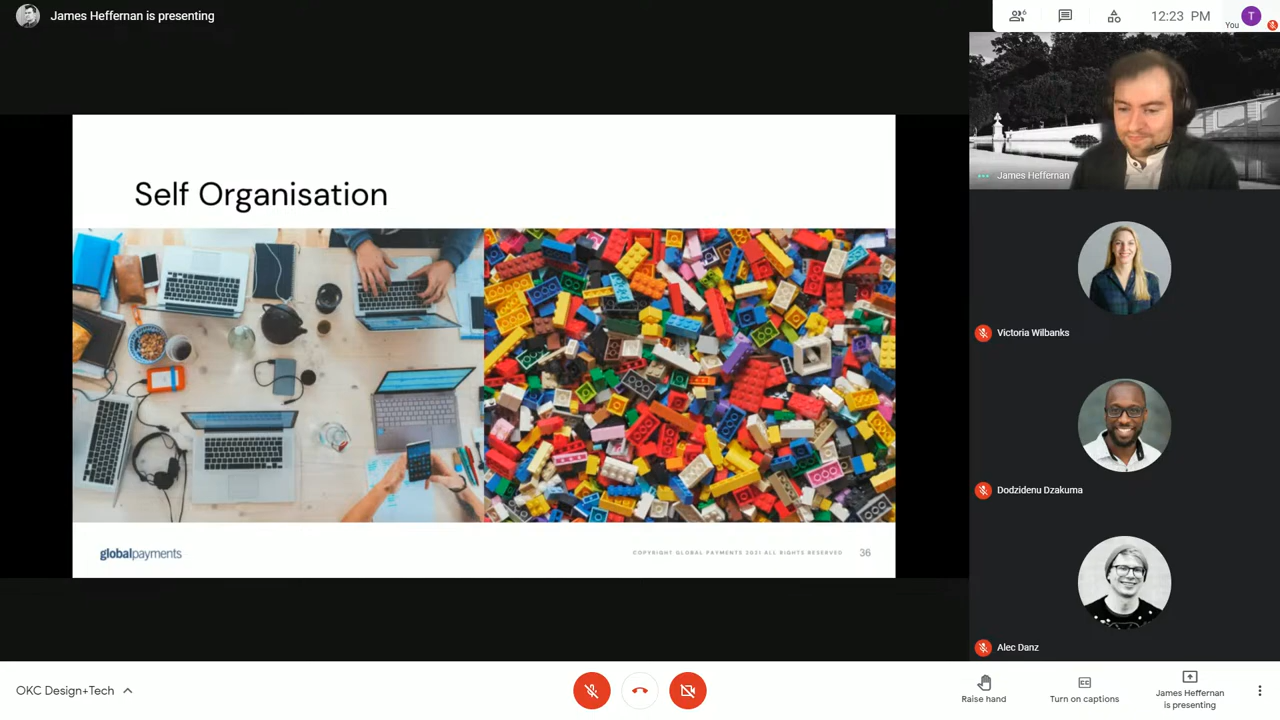 James Heffernan is presenting
6
12:23 PM
You
T
James Heffernan
Self Organisation
Victoria Wilbanks
Dodzidenu Dzakuma
globalpayments
COPYRIGHT GLOBAL PAYMENTS 2021 ALL RIGHTS RESERVED
36
Alec Danz
OKC Design+Tech
Raise hand
CC
Turn on captions
James Heffernan
is presenting